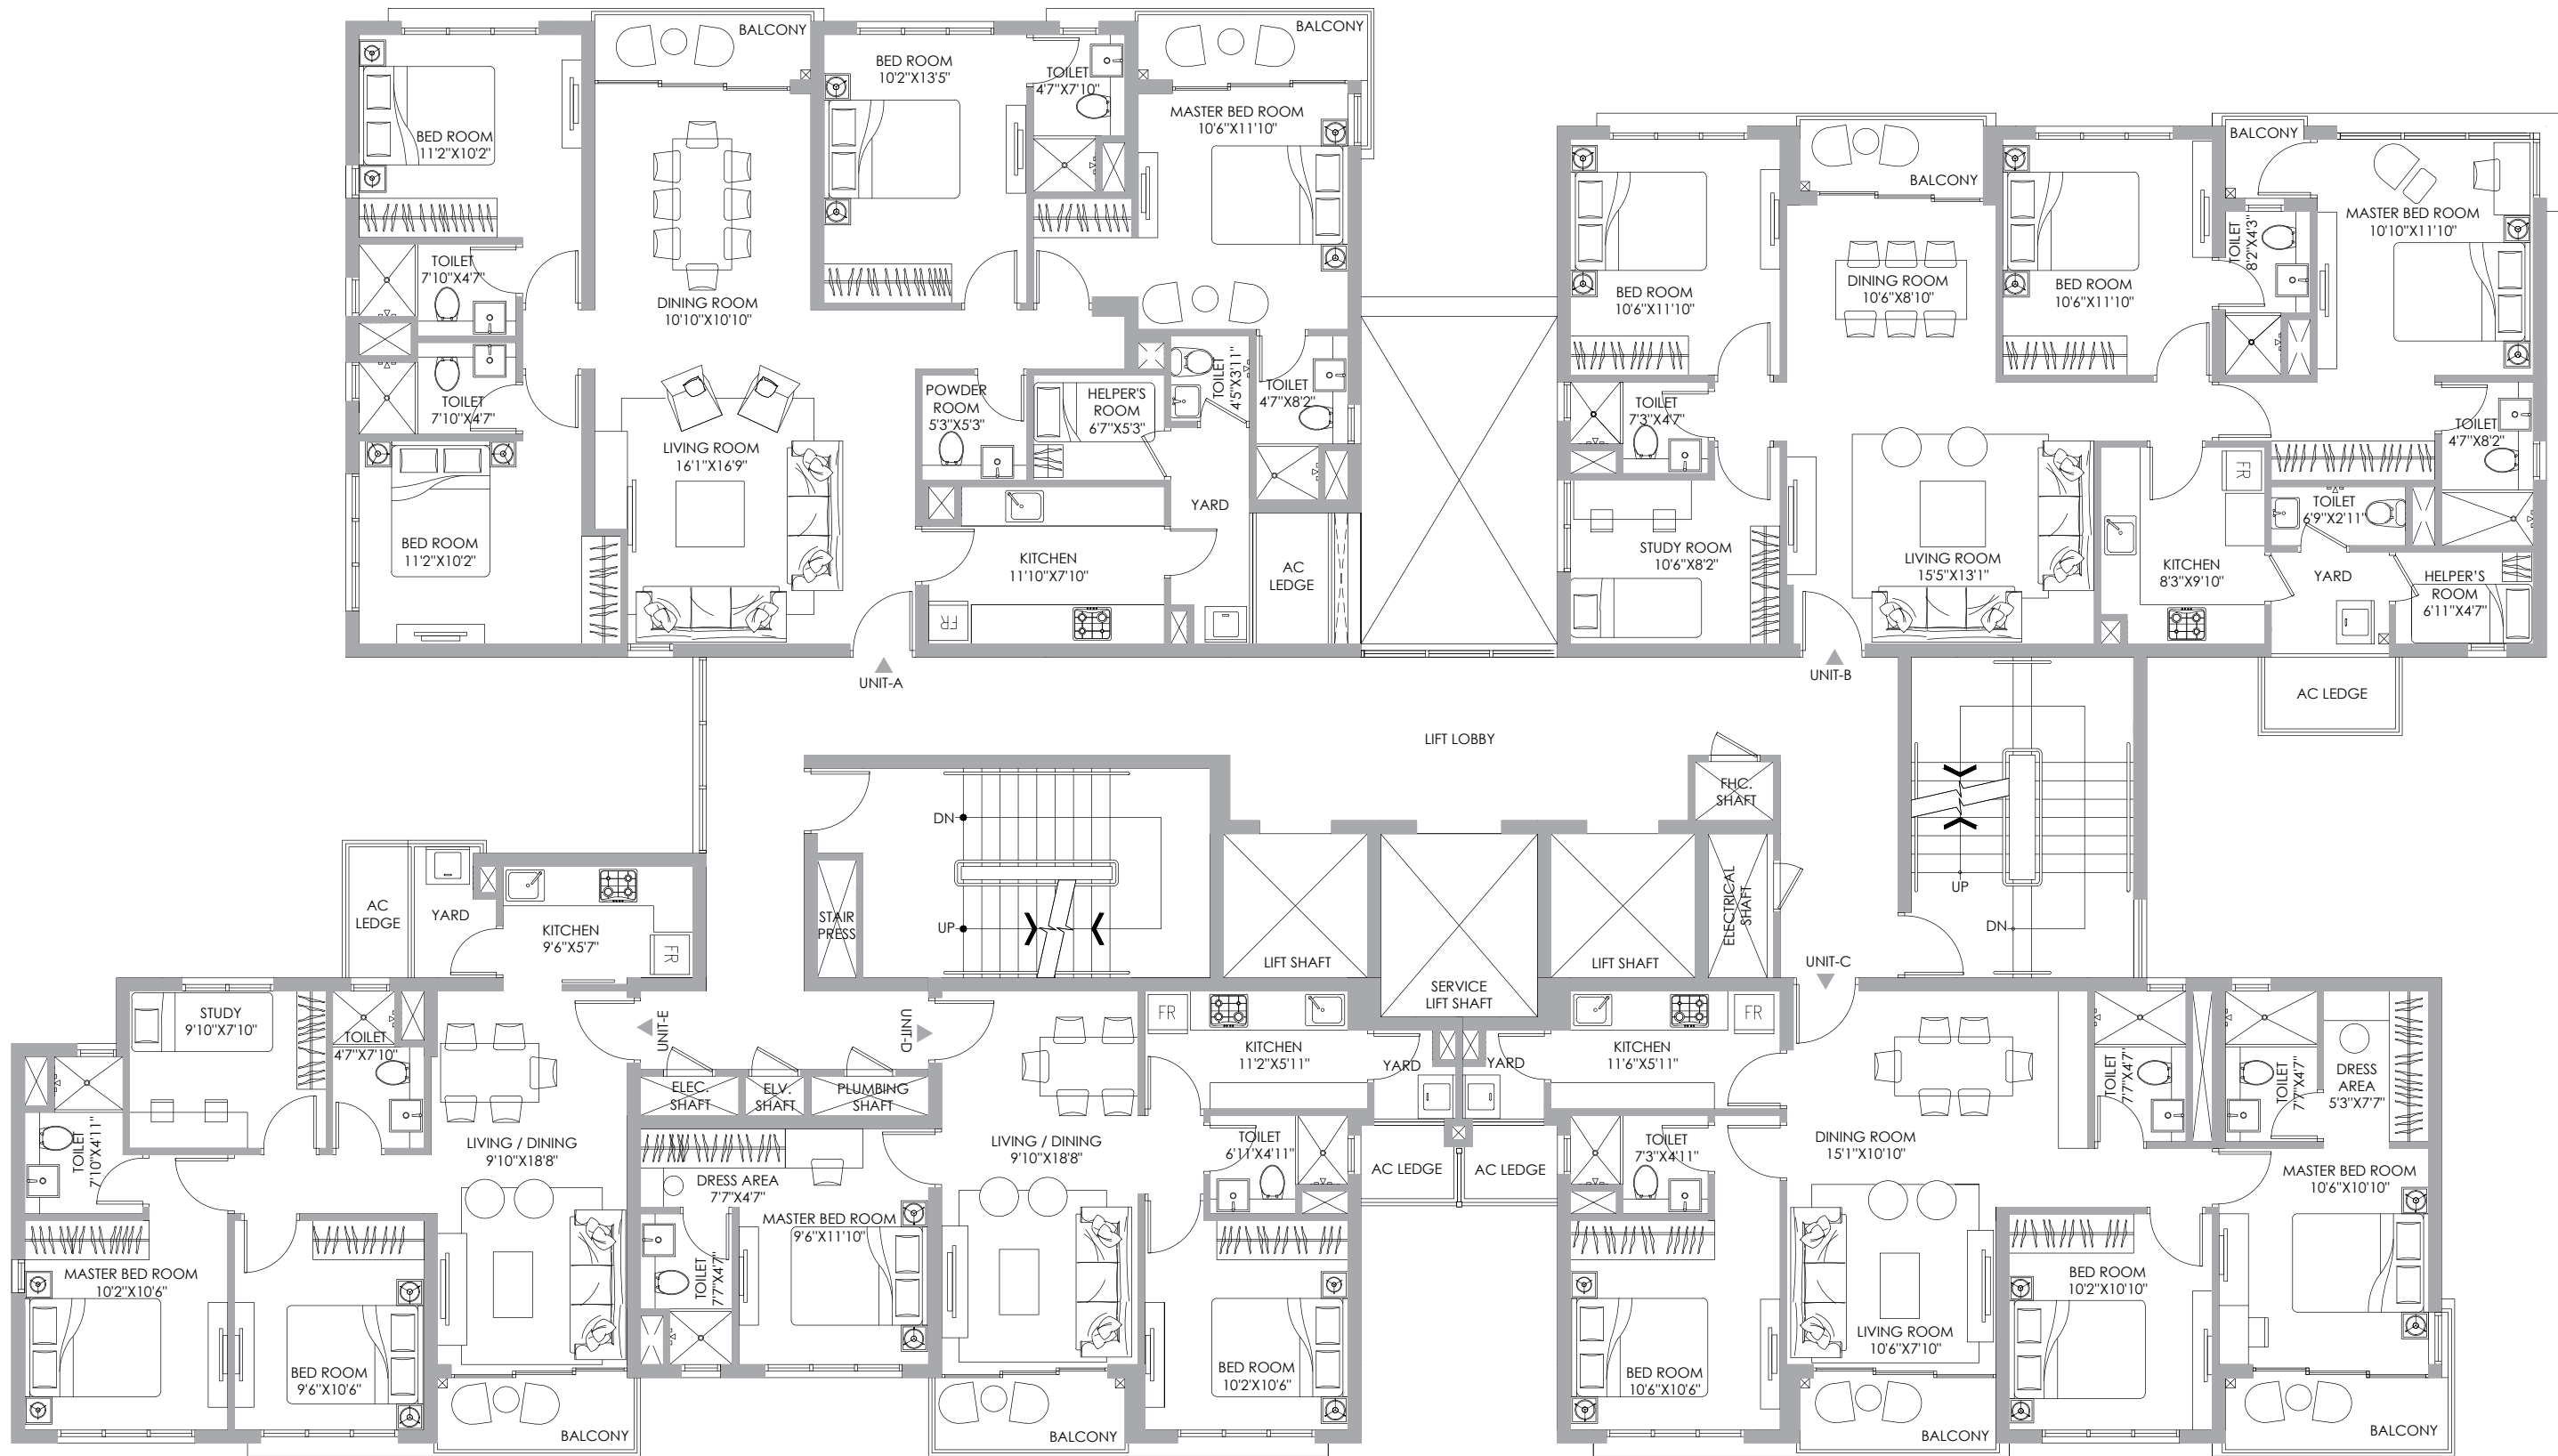 BALCONY
BED ROOM
11'2"X10'2"
BED ROOM
10'2"X13'5"
TOILET
4'7"X7'10"
BALCONY
MASTER BED ROOM
10'6"X11'10"
TOILET
7'10"X4'7"
DINING ROOM
10'10"X10'10"
TOILET
7'10"X4'7"
LIVING ROOM
16'1"X16'9"
POWDER
ROOM
5'3"X5'3"
HELPER'S
ROOM
6'7"X5'3"
TOILET
4'5"X3'11"
TOILET
4'7"X8'2"
YARD
BED ROOM
11'2"X10'2"
KITCHEN
11'10"X7'10"
FR
AC
LEDGE
UNIT-A
BED ROOM
10'6"X11'10"
BALCONY
DINING ROOM
10'6"X8'10"
BED ROOM
10'6"X11'10"
BALCONY
TOILET
8'2"X4'3"
MASTER BED ROOM
10'10"X11'10"
TOILET
7'3"X4'7"
TOILET
4'7"X8'2"
FR
STUDY ROOM
10'6"X8'2"
LIVING ROOM
15'5"X13'1"
KITCHEN
8'3"X9'10"
TOILET
6'9"X2'11"
YARD
HELPER'S
ROOM
6'11"X4'7"
UNIT-B
AC LEDGE
LIFT LOBBY
FHC.
SHAFT
DN
UP
STAIR
PRESS
LIFT SHAFT
SERVICE
LIFT SHAFT
LIFT SHAFT
ELECTRICAL
SHAFT
UP
DN
UNIT-C
AC
LEDGE
YARD
KITCHEN
9'6"X5'7"
FR
STUDY
9'10"X7'10"
TOILET
4'7"X7'10"
TOILET
7'10"X4'11"
LIVING / DINING
9'10"X18'8"
UNIT-E
MASTER BED ROOM
10'2"X10'6"
BED ROOM
9'6"X10'6"
BALCONY
UNIT-D
ELEC.
SHAFT
ELV.
SHAFT
PLUMBING
SHAFT
DRESS AREA
7'7"X4'7"
MASTER BED ROOM
9'6"X11'10"
TOILET
7'7"X4'7"
LIVING / DINING
9'10"X18'8"
FR
KITCHEN
11'2"X5'11"
YARD
TOILET
6'11"X4'11"
AC LEDGE
BED ROOM
10'2"X10'6"
BALCONY
YARD
KITCHEN
11'6"X5'11"
FR
AC LEDGE
TOILET
7'3"X4'11"
DINING ROOM
15'1"X10'10"
TOILET
7'7"X4'7"
TOILET
7'7"X4'7"
DRESS
AREA
5'3"X7'7"
MASTER BED ROOM
10'6"X10'10"
BED ROOM
10'2"X10'10"
LIVING ROOM
10'6"X7'10"
BED ROOM
10'6"X10'6"
BALCONY
BALCONY